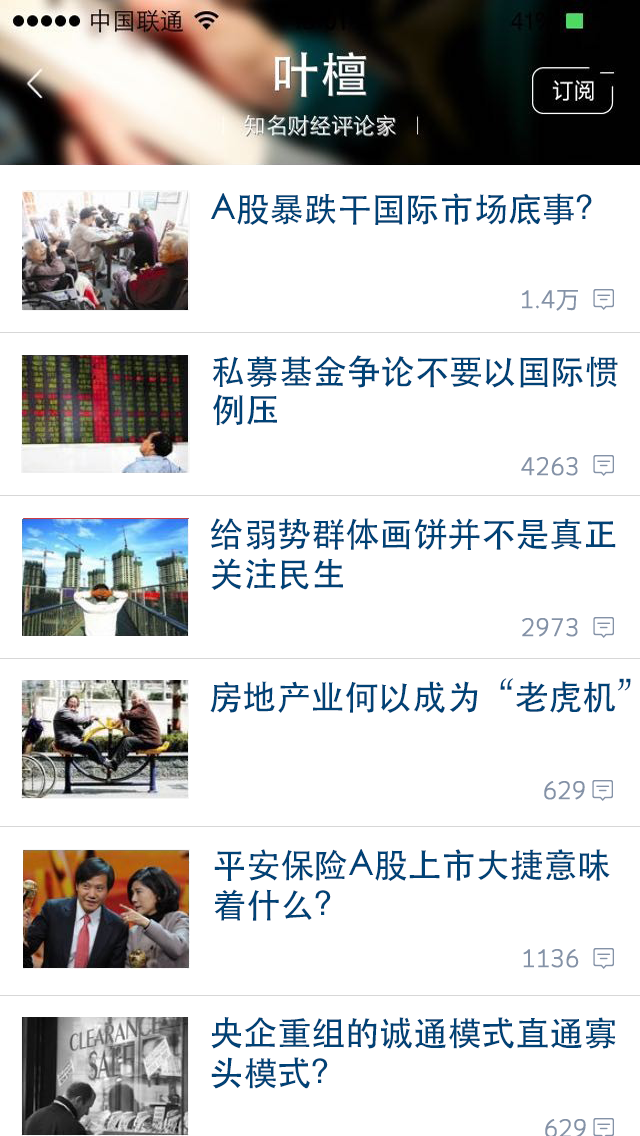 中国联通
41%
叶檀
订阅
知名财经评论家
A股暴跌干国际市场底事?
1.4万
私募基金争论不要以国际惯
例压
4263
给弱势群体画饼并不是真正
关注民生
2973
房地产业何以成为“老虎机”
629
平安保险A股上市大捷意味
着什么?
1136
CLEARANCE
SALE
央企重组的诚通模式直通寡
头模式?
629